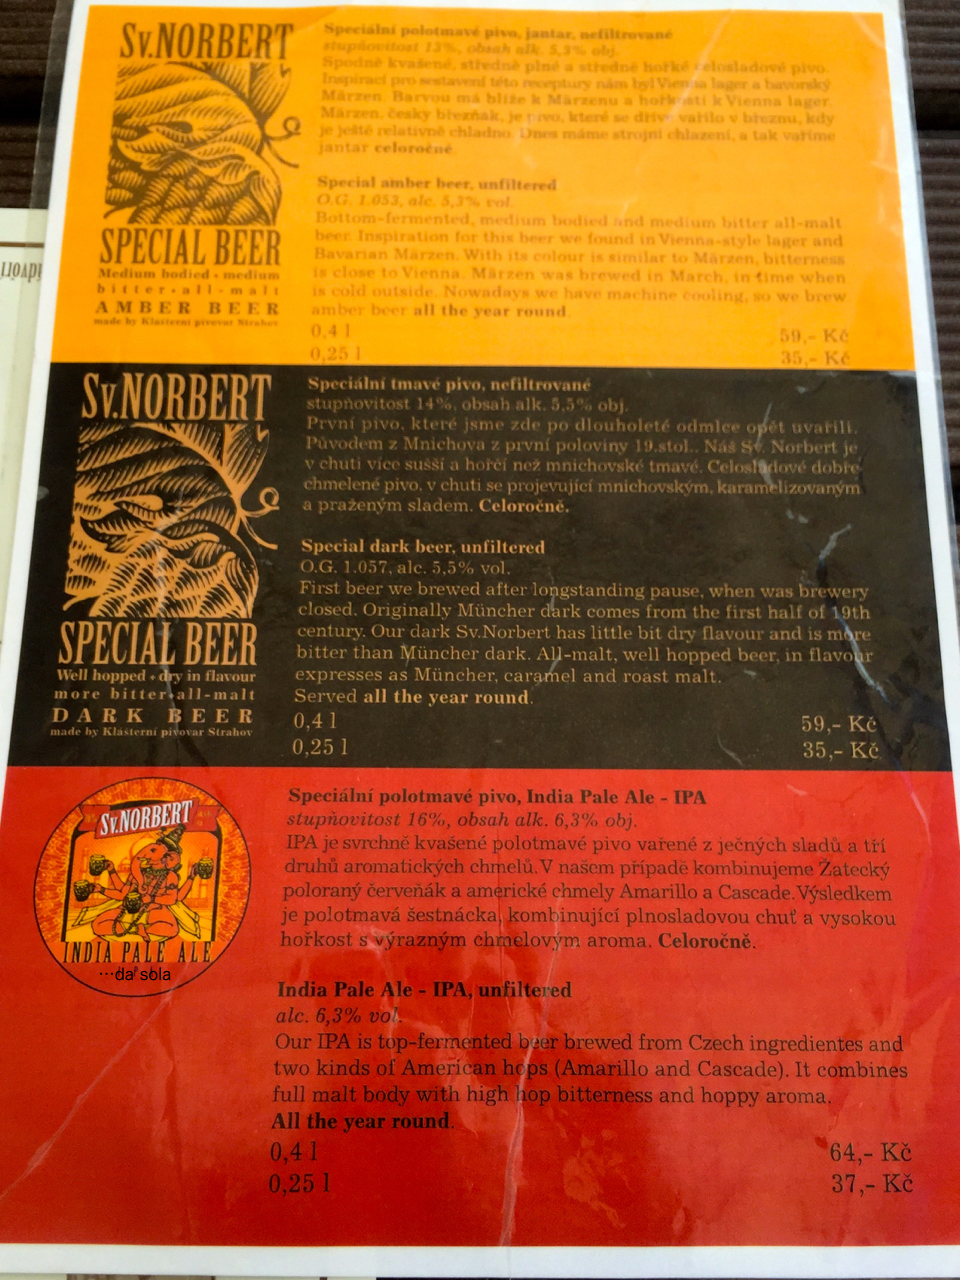 Sv.NORBERT
SPECIAL BEER
Medium bodied • medium
bitter • all-malt
AMBER BEER
made by Klášterní pivovar Strahov
Speciální polotmavé pivo, jantar, nefiltrované
stupňovitost 13%, obsah alk. 5,3% obj.
Spodně kvašené, středně plné a středně hořké celosladové pivo.
Inspirací pro sestavení této receptury nám byl Vienna lager a bavorský
Märzen. Barvou má blíže k Märzenu a hořkostí k Vienna lager.
Märzen, česky březňák, je pivo, které se dříve vařilo v březnu, kdy
je ještě relativně chladno. Dnes máme strojní chlazení, a tak vaříme
jantar celoročně.
Special amber beer, unfiltered
O.G. 1.053, alc. 5,3% vol.
Bottom-fermented, medium bodied and medium bitter all-malt
beer. Inspiration for this beer we found in Vienna-style lager and
Bavarian Märzen. With its colour is similar to Märzen, bitterness
is close to Vienna. Märzen was brewed in March, in time when
is cold outside. Nowadays we have machine cooling, so we brew
amber beer all the year round.
0,4 l 59,- Kč
0,25 l 35,- Kč
Sv.NORBERT
SPECIAL BEER
Well hopped • dry in flavour
more bitter • all-malt
DARK BEER
made by Klášterní pivovar Strahov
Speciální tmavé pivo, nefiltrované
stupňovitost 14%, obsah alk. 5,5% obj.
První pivo, které jsme zde po dlouholeté odmlce opět uvařili.
Původem z Mnichova z první poloviny 19.stol.. Náš Sv. Norbert je
v chuti více sušší a hořčí než mnichovské tmavé. Celosladové dobře
chmelené pivo, v chuti se projevující mnichovským, karamelizovaným
a praženým sladem. Celoročně.
Special dark beer, unfiltered
O.G. 1.057, alc. 5,5% vol.
First beer we brewed after longstanding pause, when was brewery
closed. Originally Müncher dark comes from the first half of 19th
century. Our dark Sv.Norbert has little bit dry flavour and is more
bitter than Müncher dark. All-malt, well hopped beer, in flavour
expresses as Müncher, caramel and roast malt.
Served all the year round.
0,4 l 59,- Kč
0,25 l 35,- Kč
Sv.NORBERT
INDIA PALE ALE
...da sola
Speciální polotmavé pivo, India Pale Ale - IPA
stupňovitost 16%, obsah alk. 6,3% obj.
IPA je svrchně kvašené polotmavé pivo vařené z ječných sladů a tří
druhů aromatických chmelů. V našem případě kombinujeme Žatecký
poloraný červeňák a americké chmely Amarillo a Cascade. Výsledkem
je polotmavá šestnácka, kombinující plnosladovou chuť a vysokou
hořkost s výrazným chmelovým aroma. Celoročně.
India Pale Ale - IPA, unfiltered
alc. 6,3% vol.
Our IPA is top-fermented beer brewed from Czech ingredientes and
two kinds of American hops (Amarillo and Cascade). It combines
full malt body with high hop bitterness and hoppy aroma.
All the year round.
0,4 l 64,- Kč
0,25 l 37,- Kč